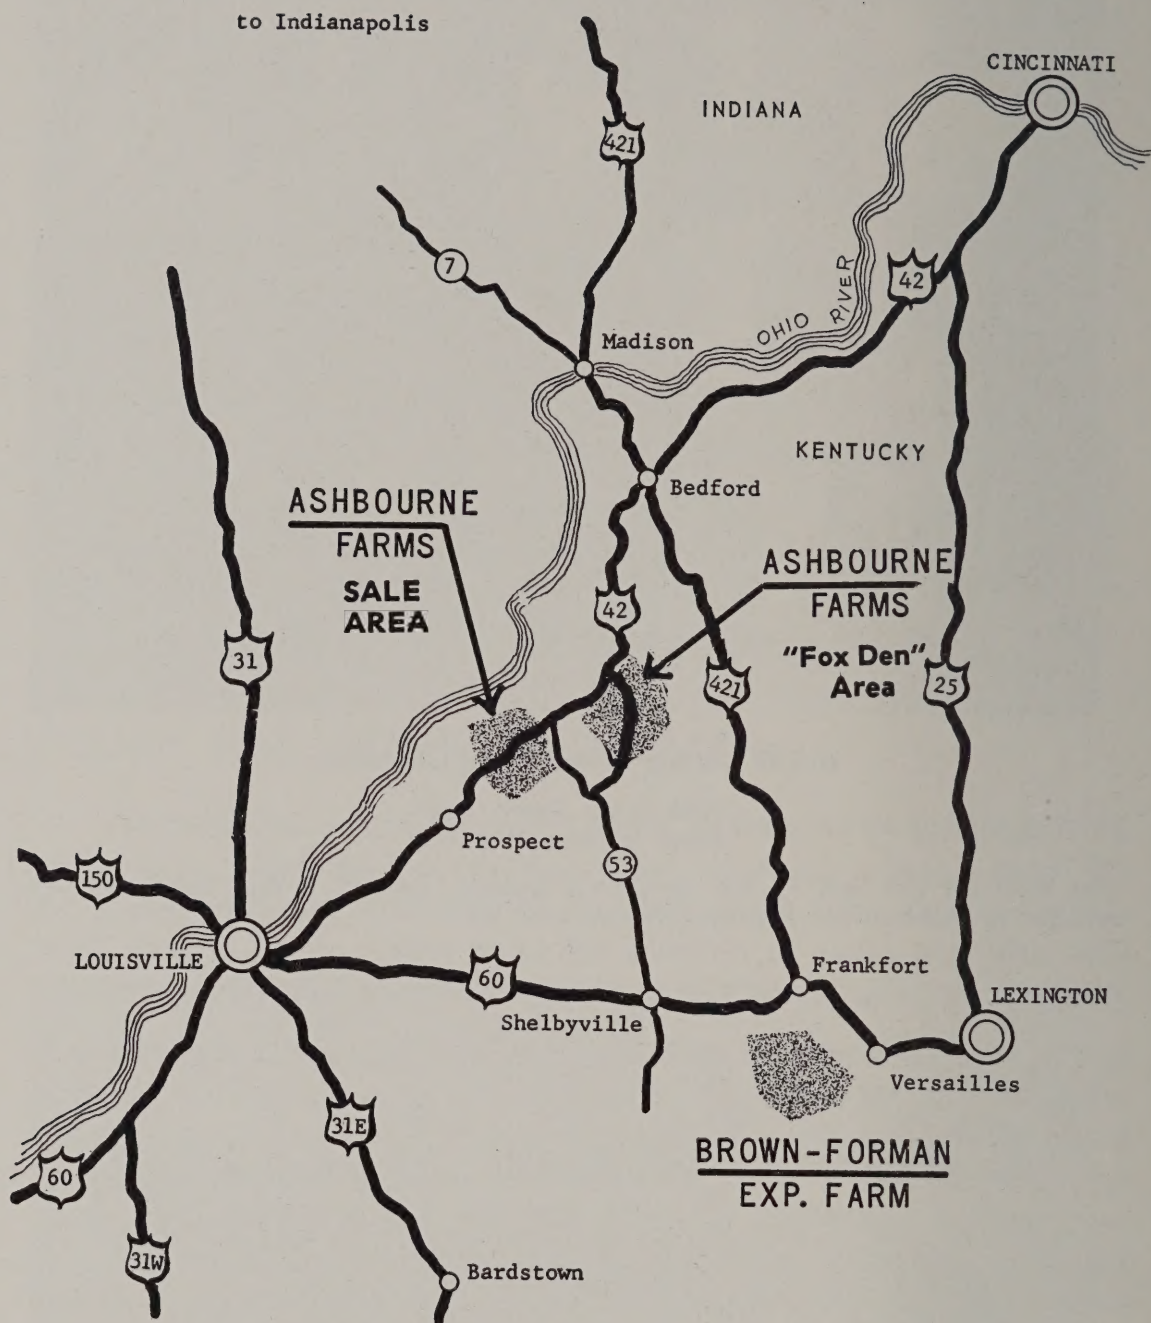 to Indianapolis
CINCINNATI
INDIANA
421
7
42
OHIO RIVER
Madison
KENTUCKY
Bedford
ASHBOURNE
FARMS
SALE
AREA
ASHBOURNE
FARMS
"Fox Den"
Area
42
31
421
25
Prospect
53
150
LOUISVILLE
60
Shelbyville
Frankfort
LEXINGTON
Versailles
BROWN-FORMAN
EXP. FARM
31E
60
31W
Bardstown